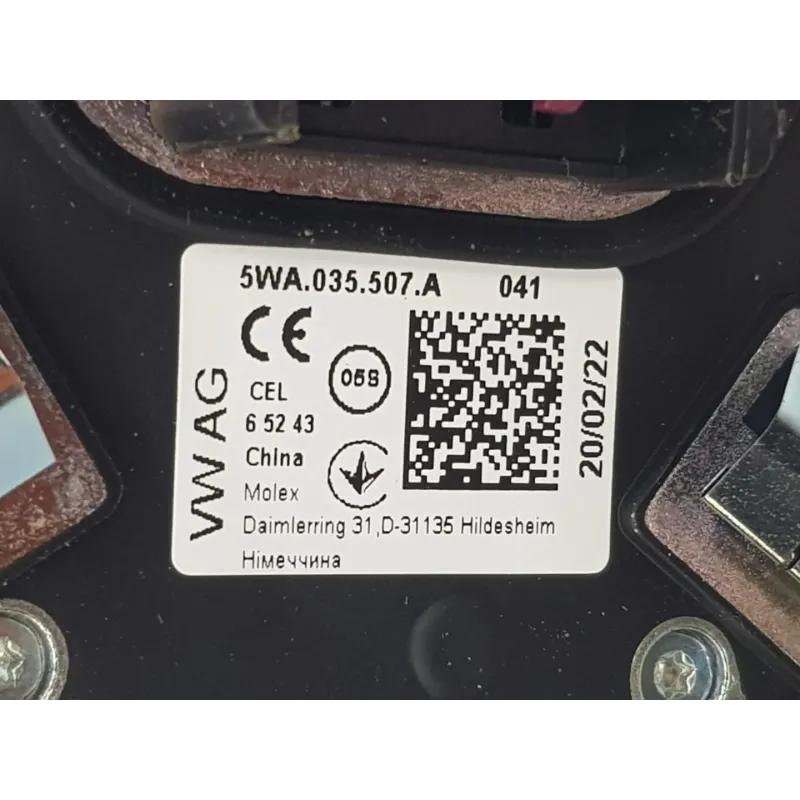 5WA.035.507.A 041
CE
VW AG
CEL
058
6 52 43
China
Molex
20/02/22
Daimlerring 31,D-31135 Hildesheim
Німеччина